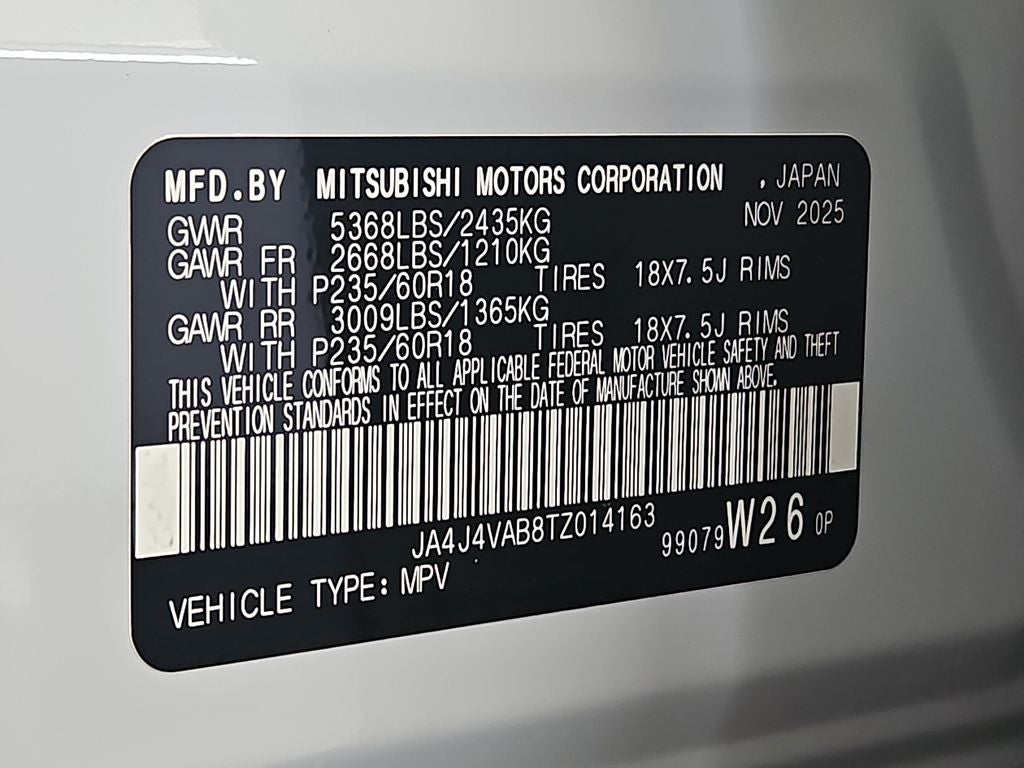 MFD.BY MITSUBISHI MOTORS CORPORATION , JAPAN
NOV 2025
GVWR 5368LBS/2435KG
GAWR FR 2668LBS/1210KG
WITH P235/60R18 TIRES 18X7.5J RIMS
GAWR RR 3009LBS/1365KG
WITH P235/60R18 TIRES 18X7.5J RIMS
THIS VEHICLE CONFORMS TO ALL APPLICABLE FEDERAL MOTOR VEHICLE SAFETY AND THEFT
PREVENTION STANDARDS IN EFFECT ON THE DATE OF MANUFACTURE SHOWN ABOVE.
JA4J4VAB8TZ014163
99079 W26 0P
VEHICLE TYPE: MPV